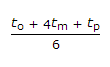 tₒ + 4tₘ + tₚ
6